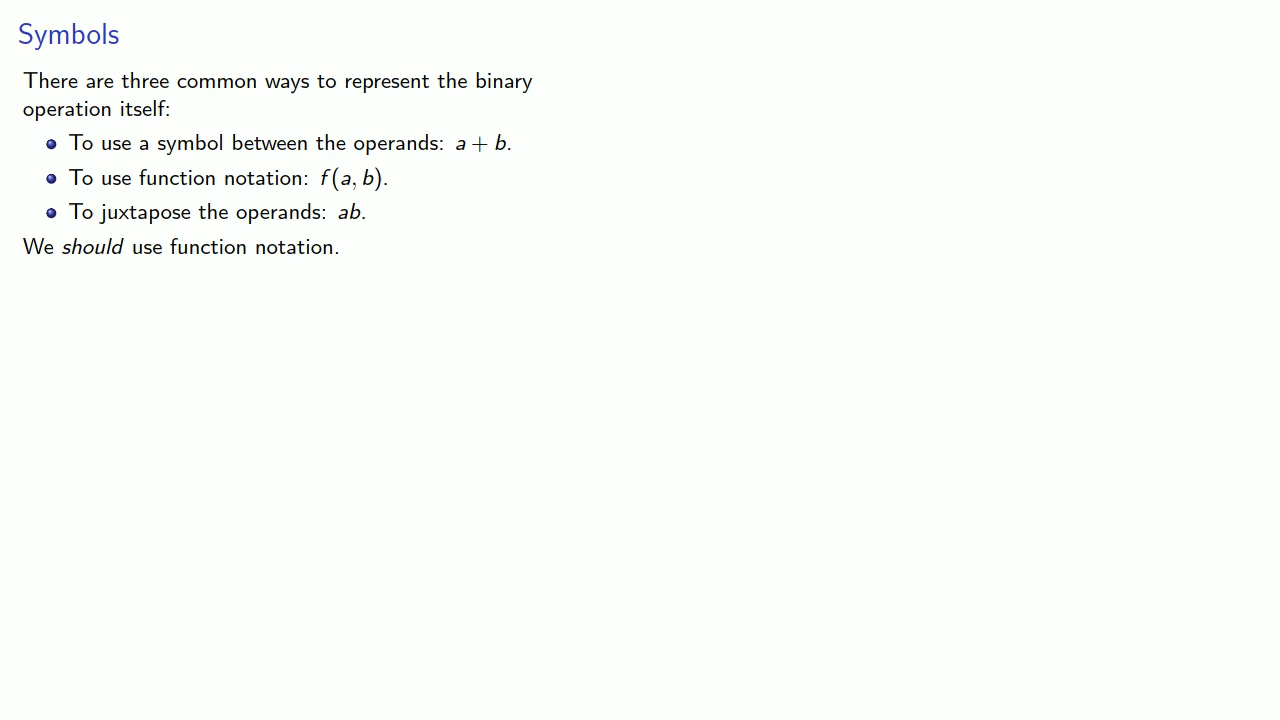 Symbols
There are three common ways to represent the binary
operation itself:
To use a symbol between the operands: a + b.
To use function notation: f(a, b).
To juxtapose the operands: ab.
We should use function notation.